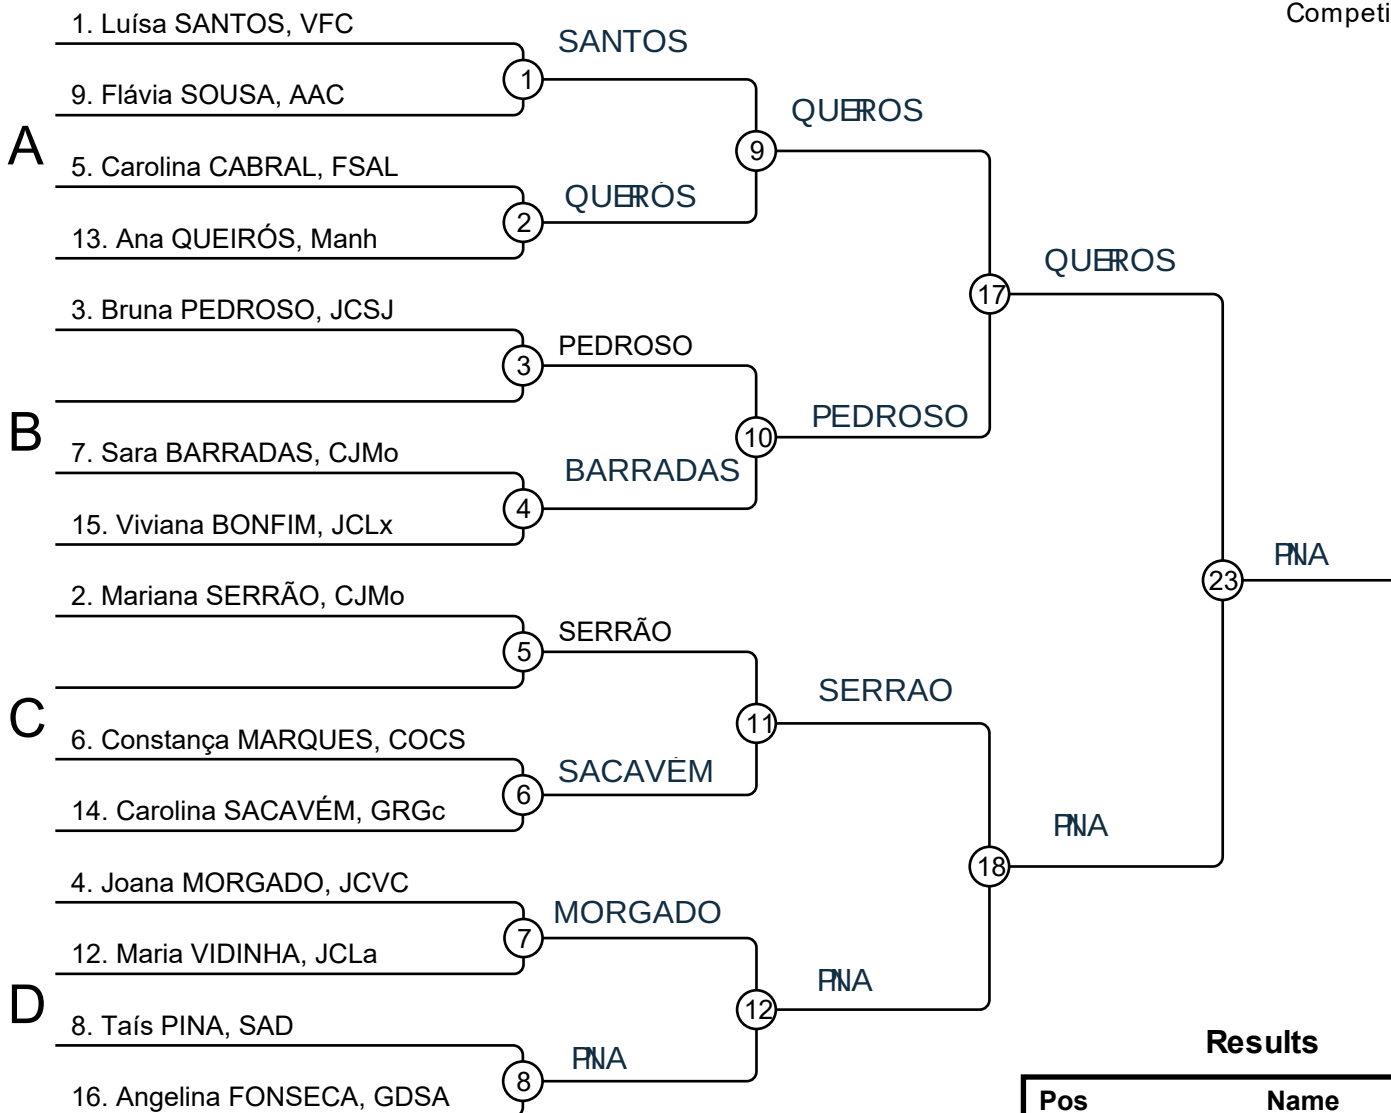 Competi
1. Luísa SANTOS, VFC
SANTOS
1
9. Flávia SOUSA, AAC
QUEIROS
A
9
5. Carolina CABRAL, FSAL
QUEIRÓS
2
13. Ana QUEIRÓS, Manh
QUEIROS
17
3. Bruna PEDROSO, JCSJ
PEDROSO
3
PEDROSO
B
10
7. Sara BARRADAS, CJMo
BARRADAS
4
15. Viviana BONFIM, JCLx
PINA
23
2. Mariana SERRÃO, CJMo
SERRÃO
5
SERRAO
C
11
6. Constança MARQUES, COCS
SACAVÉM
6
14. Carolina SACAVÉM, GRGc
PINA
18
4. Joana MORGADO, JCVC
MORGADO
7
12. Maria VIDINHA, JCLa
PINA
D
12
8. Taís PINA, SAD
PINA
8
16. Angelina FONSECA, GDSA
Results
Pos Name